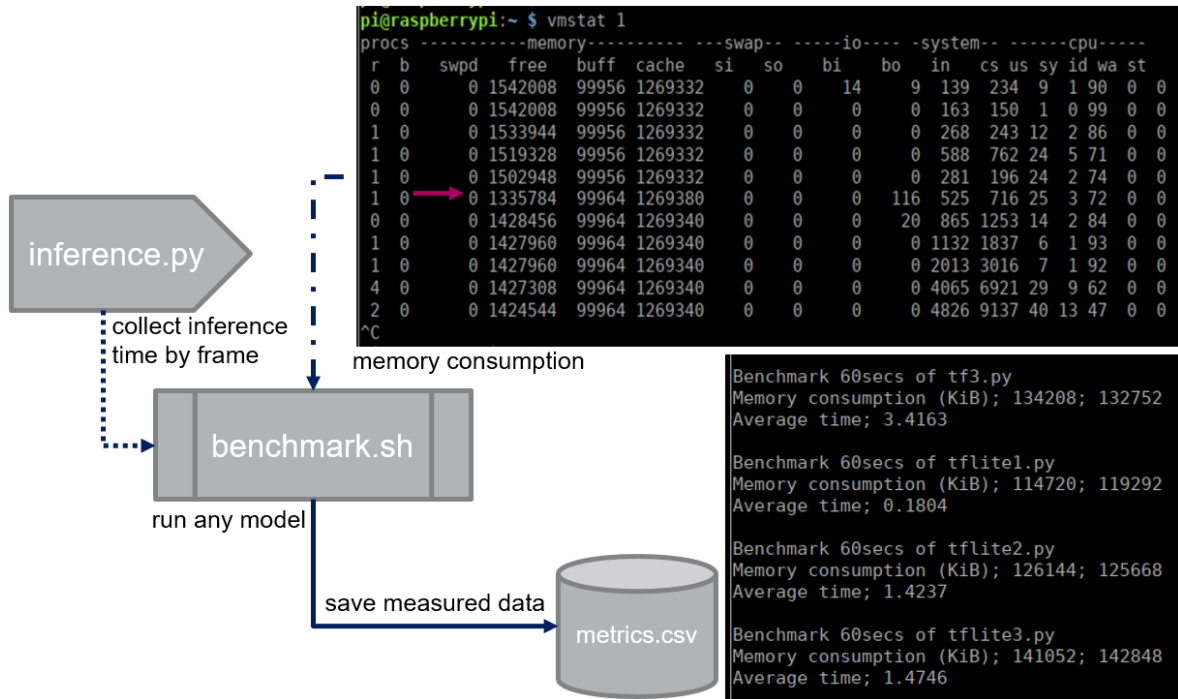 pi@raspberrypi:~ $ vmstat 1
procs -----------memory---------- ---swap-- -----io---- -system-- ------cpu-----
r b swpd free buff cache si so bi bo in cs us sy id wa st
0 0 0 1542008 99956 1269332 0 0 14 9 139 234 9 1 90 0 0
0 0 0 1542008 99956 1269332 0 0 0 0 163 150 1 0 99 0 0
1 0 0 1533944 99956 1269332 0 0 0 0 268 243 12 2 86 0 0
1 0 0 1519328 99956 1269332 0 0 0 0 588 762 24 5 71 0 0
1 0 0 1502948 99956 1269332 0 0 0 0 281 196 24 2 74 0 0
1 0 0 1335784 99964 1269380 0 0 0 116 525 716 25 3 72 0 0
0 0 0 1428456 99964 1269340 0 0 0 20 865 1253 14 2 84 0 0
1 0 0 1427960 99964 1269340 0 0 0 0 1132 1837 6 1 93 0 0
1 0 0 1427960 99964 1269340 0 0 0 0 2013 3016 7 1 92 0 0
4 0 0 1427308 99964 1269340 0 0 0 0 4065 6921 29 9 62 0 0
2 0 0 1424544 99964 1269340 0 0 0 0 4826 9137 40 13 47 0 0
^C
inference.py
collect inference
time by frame
memory consumption
benchmark.sh
run any model
save measured data
metrics.csv
Benchmark 60secs of tf3.py
Memory consumption (KiB); 134208; 132752
Average time; 3.4163
Benchmark 60secs of tflite1.py
Memory consumption (KiB); 114720; 119292
Average time; 0.1804
Benchmark 60secs of tflite2.py
Memory consumption (KiB); 126144; 125668
Average time; 1.4237
Benchmark 60secs of tflite3.py
Memory consumption (KiB); 141052; 142848
Average time; 1.4746